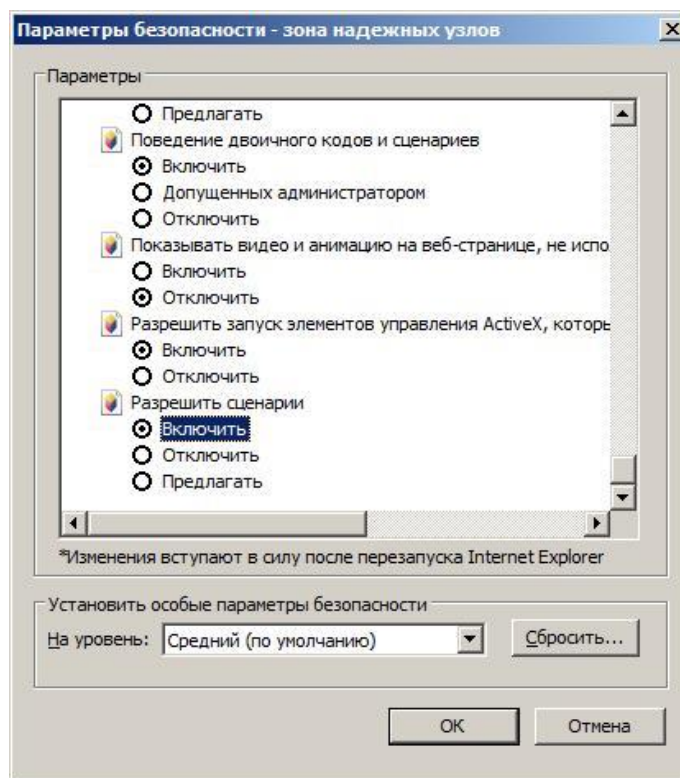 Параметры безопасности - зона надежных узлов
Параметры
Предлагать
Поведение двоичного кодов и сценариев
Включить
Допущенных администратором
Отключить
Показывать видео и анимацию на веб-странице, не испо
Включить
Отключить
Разрешить запуск элементов управления ActiveX, которы
Включить
Отключить
Разрешить сценарии
Включить
Отключить
Предлагать
*Изменения вступают в силу после перезапуска Internet Explorer
Установить особые параметры безопасности
На уровень: Средний (по умолчанию) Сбросить...
OK Отмена